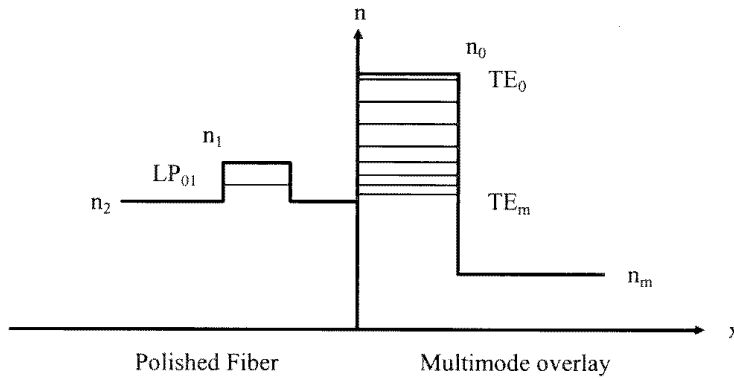 n
n₀
TE₀
n₁
LP₀₁
n₂
TEₘ
nₘ
x
Polished Fiber
Multimode overlay